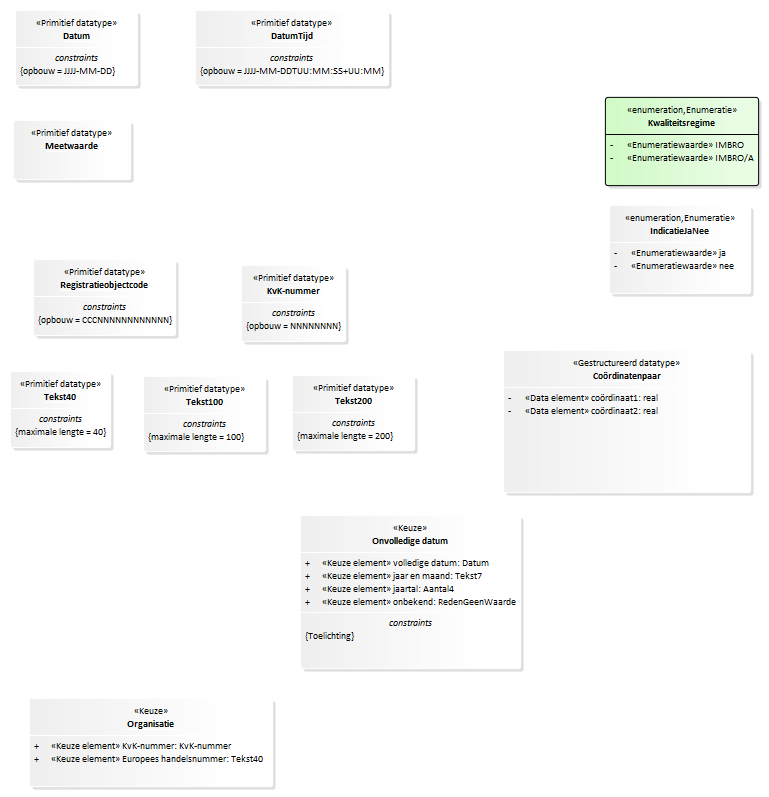 «Primitief datatype»
Datum
constraints
{opbouw = JJJJ-MM-DD}
«Primitief datatype»
DatumTijd
constraints
{opbouw = JJJJ-MM-DDTUU:MM:SS+UU:MM}
«Primitief datatype»
Meetwaarde
«enumeration,Enumeratie»
Kwaliteitsregime
- «Enumeratiewaarde» IMBRO
- «Enumeratiewaarde» IMBRO/A
«enumeration,Enumeratie»
IndicatieJaNee
- «Enumeratiewaarde» ja
- «Enumeratiewaarde» nee
«Primitief datatype»
Registratieobjectcode
constraints
{opbouw = CCCNNNNNNNNNNNN}
«Primitief datatype»
KvK-nummer
constraints
{opbouw = NNNNNNNN}
«Primitief datatype»
Tekst40
constraints
{maximale lengte = 40}
«Primitief datatype»
Tekst100
constraints
{maximale lengte = 100}
«Primitief datatype»
Tekst200
constraints
{maximale lengte = 200}
«Gestructureerd datatype»
Coördinatenpaar
- «Data element» coördinaat1: real
- «Data element» coördinaat2: real
«Keuze»
Onvolledige datum
+ «Keuze element» volledige datum: Datum
+ «Keuze element» jaar en maand: Tekst7
+ «Keuze element» jaartal: Aantal4
+ «Keuze element» onbekend: RedenGeenWaarde
constraints
{Toelichting}
«Keuze»
Organisatie
+ «Keuze element» KvK-nummer: KvK-nummer
+ «Keuze element» Europees handelsnummer: Tekst40